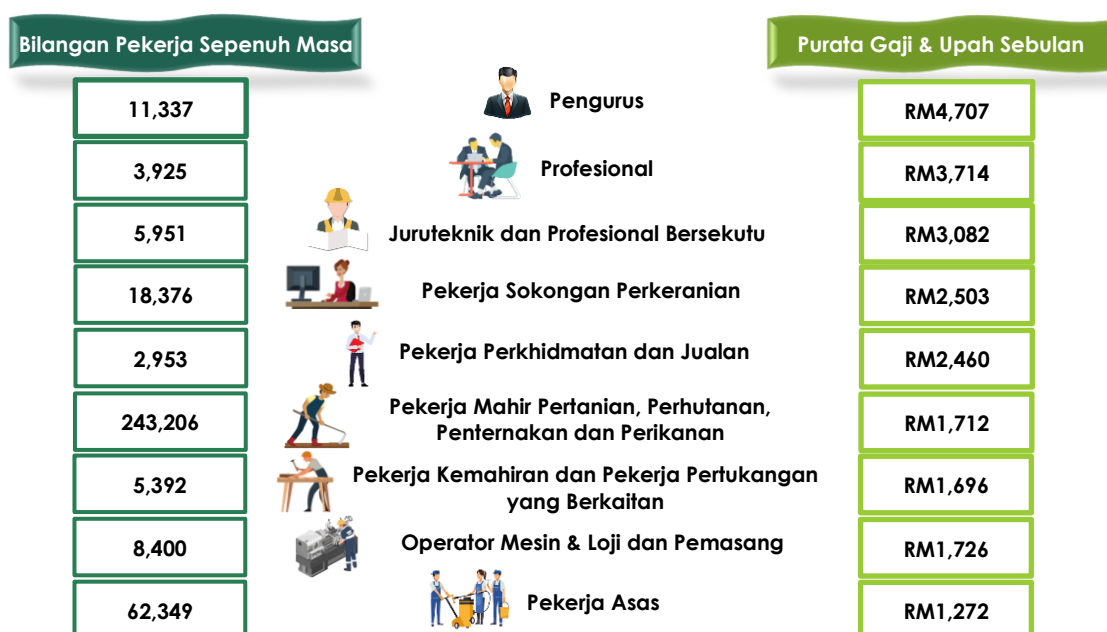 Bilangan Pekerja Sepenuh Masa
Purata Gaji & Upah Sebulan
11,337
Pengurus
RM4,707
3,925
Profesional
RM3,714
5,951
Juruteknik dan Profesional Bersekutu
RM3,082
18,376
Pekerja Sokongan Perkeranian
RM2,503
2,953
Pekerja Perkhidmatan dan Jualan
RM2,460
243,206
Pekerja Mahir Pertanian, Perhutanan,
Penternakan dan Perikanan
RM1,712
5,392
Pekerja Kemahiran dan Pekerja Pertukangan
yang Berkaitan
RM1,696
8,400
Operator Mesin & Loji dan Pemasang
RM1,726
62,349
Pekerja Asas
RM1,272